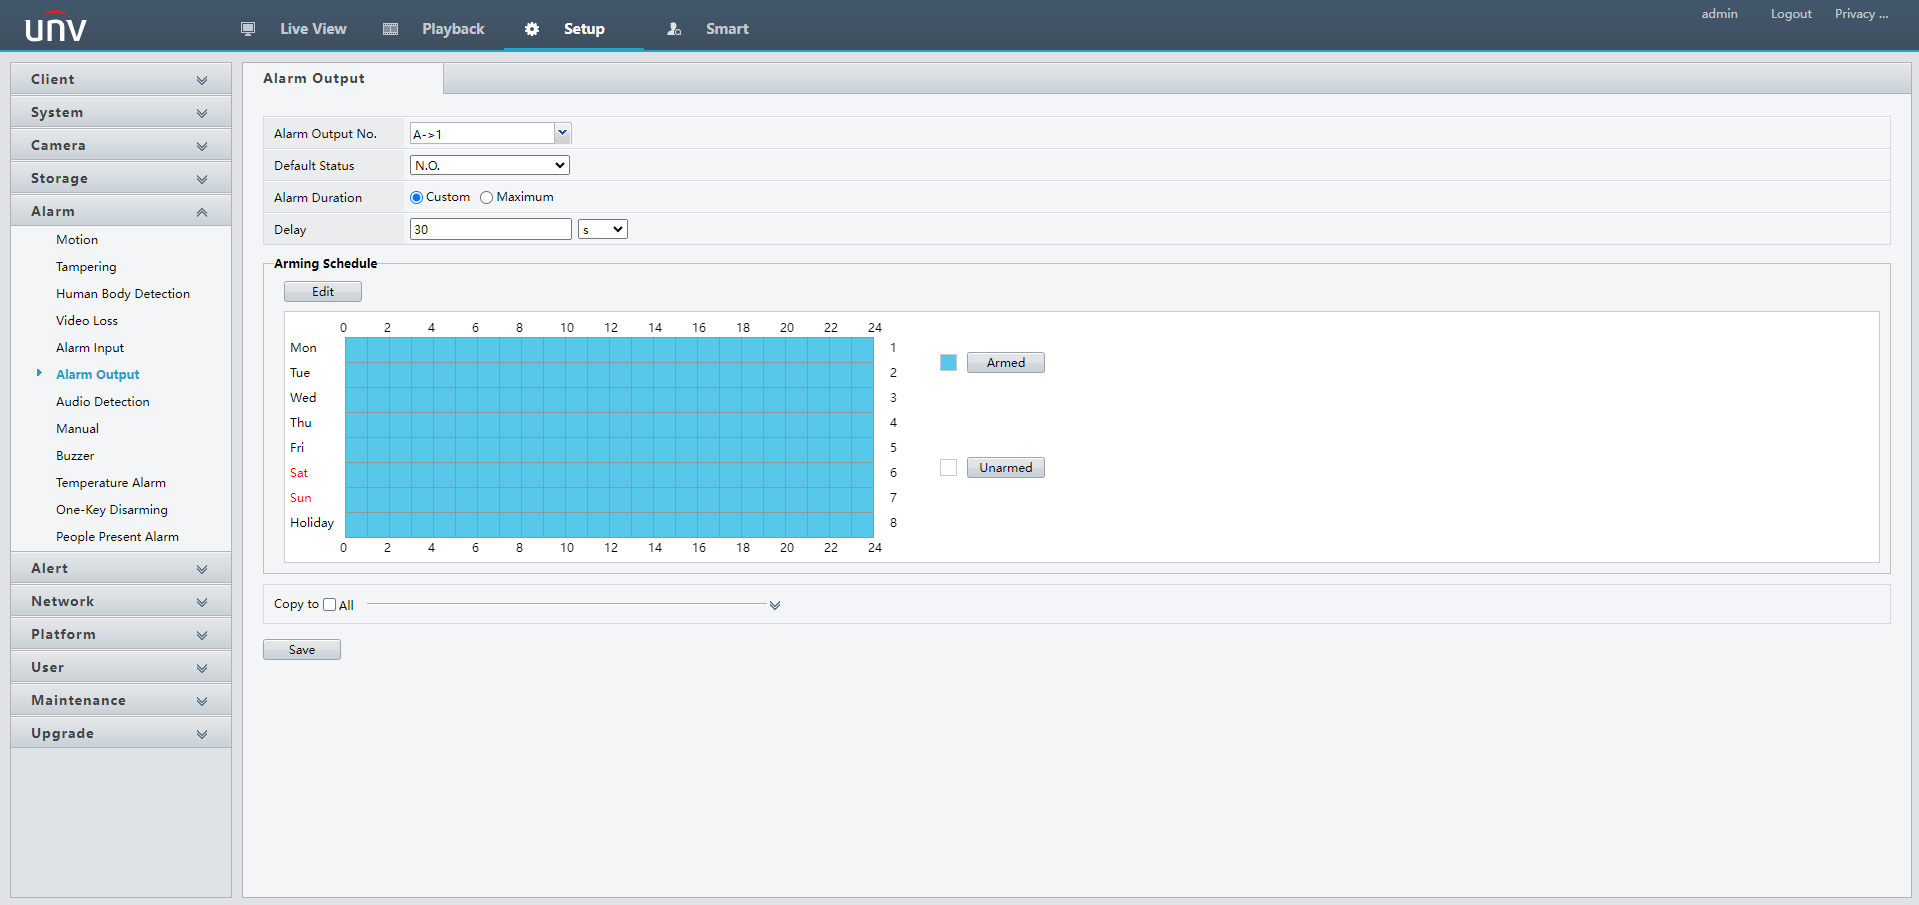 unv
Live View
Playback
Setup
Smart
admin
Logout
Privacy ...
Client
System
Camera
Storage
Alarm
Motion
Tampering
Human Body Detection
Video Loss
Alarm Input
Alarm Output
Audio Detection
Manual
Buzzer
Temperature Alarm
One-Key Disarming
People Present Alarm
Alert
Network
Platform
User
Maintenance
Upgrade
Alarm Output
Alarm Output No. A->1
Default Status N.O.
Alarm Duration Custom Maximum
Delay 30 s
Arming Schedule
Edit
0 2 4 6 8 10 12 14 16 18 20 22 24
Mon 1
Tue 2
Wed 3
Thu 4
Fri 5
Sat 6
Sun 7
Holiday 8
0 2 4 6 8 10 12 14 16 18 20 22 24
Armed
Unarmed
Copy to All
Save